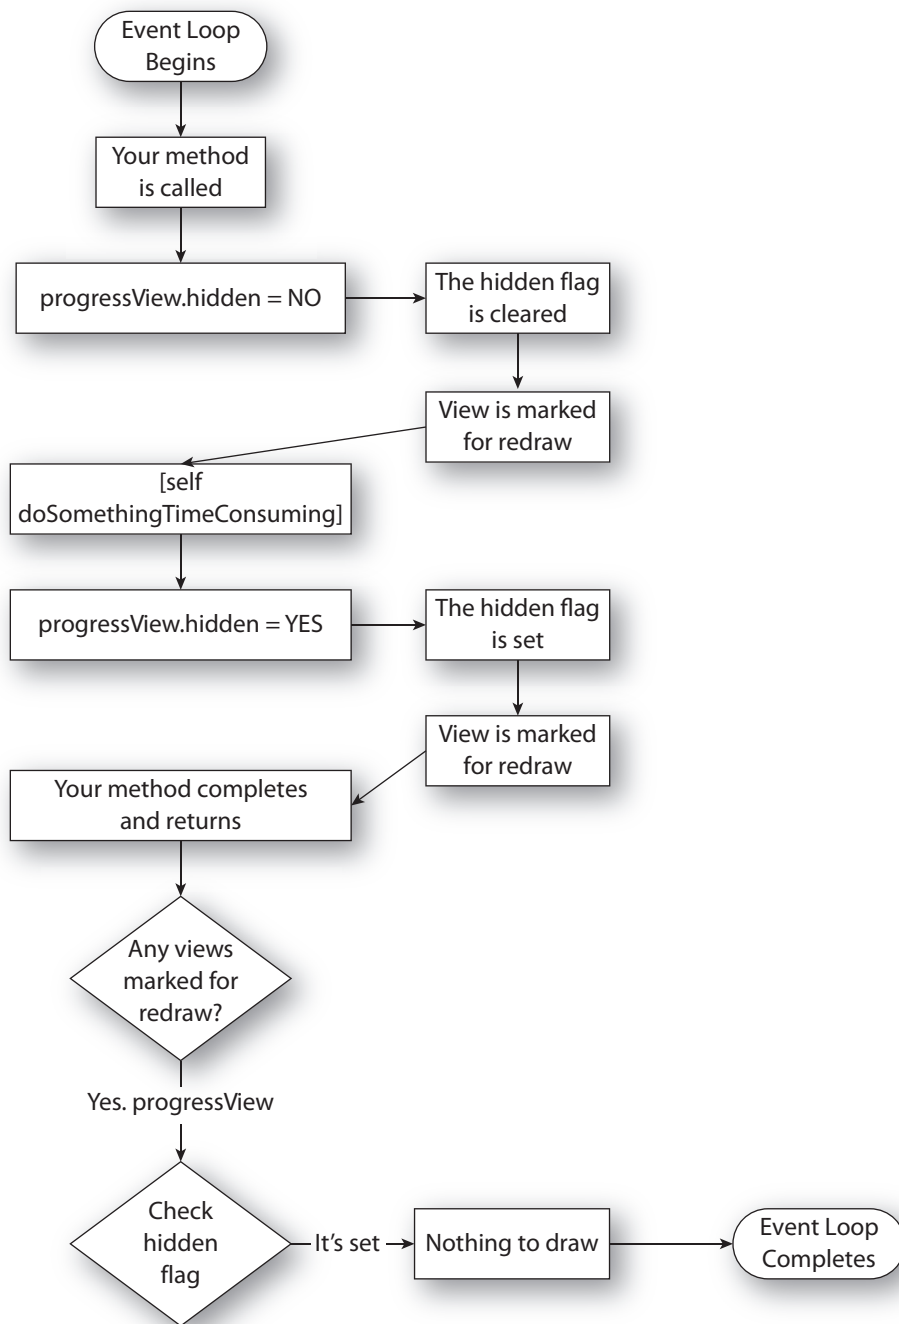 Event Loop
Begins
Your method
is called
progressView.hidden = NO
The hidden flag
is cleared
View is marked
for redraw
[self
doSomethingTimeConsuming]
progressView.hidden = YES
The hidden flag
is set
View is marked
for redraw
Your method completes
and returns
Any views
marked for
redraw?
Yes. progressView
Check
hidden
flag
It's set
Nothing to draw
Event Loop
Completes